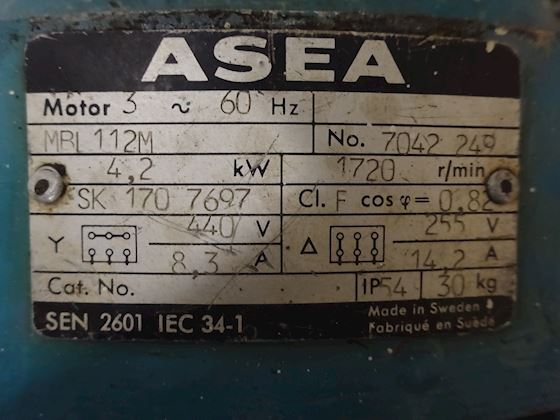 ASEA
Motor 3 ~ 60 Hz
MBL 112M No. 7042 249
4,2 kW 1720 r/min
SK 170 7697 Cl. F cos φ = 0,82
Y 440 V Δ 255 V
8,3 A 14,2 A
Cat. No. IP54 30 kg
SEN 2601 IEC 34-1
Made in Sweden
Fabriqué en Suède